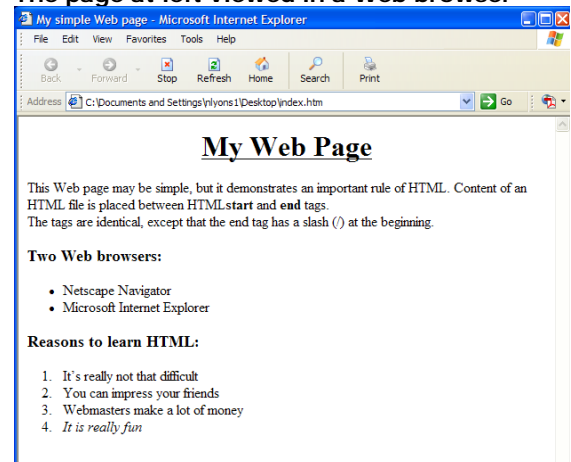 The page at left viewed in a Web browser
My simple Web page - Microsoft Internet Explorer
File Edit View Favorites Tools Help
Back Forward Stop Refresh Home Search Print
Address C:\Documents and Settings\nlyons1\Desktop\index.htm Go
My Web Page
This Web page may be simple, but it demonstrates an important rule of HTML. Content of an
HTML file is placed between HTMLstart and end tags.
The tags are identical, except that the end tag has a slash (/) at the beginning.
Two Web browsers:
• Netscape Navigator
• Microsoft Internet Explorer
Reasons to learn HTML:
1. It's really not that difficult
2. You can impress your friends
3. Webmasters make a lot of money
4. It is really fun